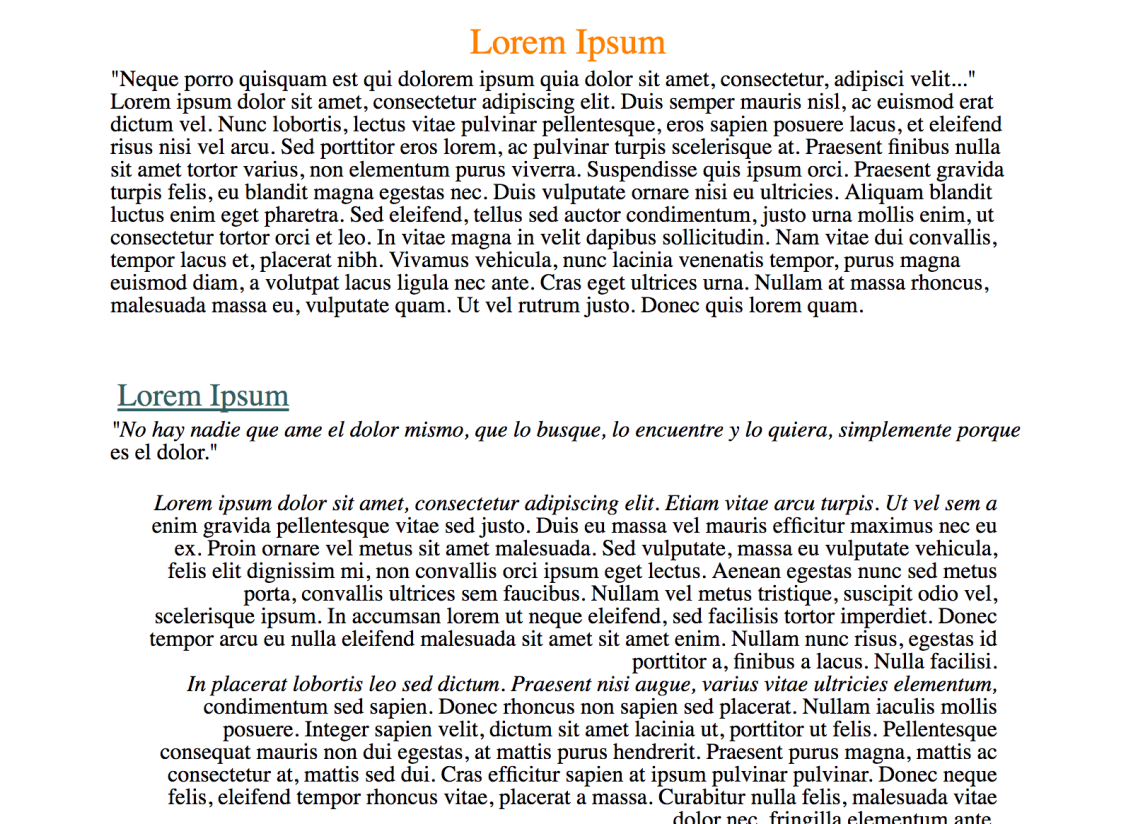 Lorem Ipsum
"Neque porro quisquam est qui dolorem ipsum quia dolor sit amet, consectetur, adipisci velit..."
Lorem ipsum dolor sit amet, consectetur adipiscing elit. Duis semper mauris nisl, ac euismod erat
dictum vel. Nunc lobortis, lectus vitae pulvinar pellentesque, eros sapien posuere lacus, et eleifend
risus nisi vel arcu. Sed porttitor eros lorem, ac pulvinar turpis scelerisque at. Praesent finibus nulla
sit amet tortor varius, non elementum purus viverra. Suspendisse quis ipsum orci. Praesent gravida
turpis felis, eu blandit magna egestas nec. Duis vulputate ornare nisi eu ultricies. Aliquam blandit
luctus enim eget pharetra. Sed eleifend, tellus sed auctor condimentum, justo urna mollis enim, ut
consectetur tortor orci et leo. In vitae magna in velit dapibus sollicitudin. Nam vitae dui convallis,
tempor lacus et, placerat nibh. Vivamus vehicula, nunc lacinia venenatis tempor, purus magna
euismod diam, a volutpat lacus ligula nec ante. Cras eget ultrices urna. Nullam at massa rhoncus,
malesuada massa eu, vulputate quam. Ut vel rutrum justo. Donec quis lorem quam.
Lorem Ipsum
"No hay nadie que ame el dolor mismo, que lo busque, lo encuentre y lo quiera, simplemente porque
es el dolor."
Lorem ipsum dolor sit amet, consectetur adipiscing elit. Etiam vitae arcu turpis. Ut vel sem a
enim gravida pellentesque vitae sed justo. Duis eu massa vel mauris efficitur maximus nec eu
ex. Proin ornare vel metus sit amet malesuada. Sed vulputate, massa eu vulputate vehicula,
felis elit dignissim mi, non convallis orci ipsum eget lectus. Aenean egestas nunc sed metus
porta, convallis ultrices sem faucibus. Nullam vel metus tristique, suscipit odio vel,
scelerisque ipsum. In accumsan lorem ut neque eleifend, sed facilisis tortor imperdiet. Donec
tempor arcu eu nulla eleifend malesuada sit amet sit amet enim. Nullam nunc risus, egestas id
porttitor a, finibus a lacus. Nulla facilisi.
In placerat lobortis leo sed dictum. Praesent nisi augue, varius vitae ultricies elementum,
condimentum sed sapien. Donec rhoncus non sapien sed placerat. Nullam iaculis mollis
posuere. Integer sapien velit, dictum sit amet lacinia ut, porttitor ut felis. Pellentesque
consequat mauris non dui egestas, at mattis purus hendrerit. Praesent purus magna, mattis ac
consectetur at, mattis sed dui. Cras efficitur sapien at ipsum pulvinar pulvinar. Donec neque
felis, eleifend tempor rhoncus vitae, placerat a massa. Curabitur nulla felis, malesuada vitae
dolor nec, fringilla elementum ante.